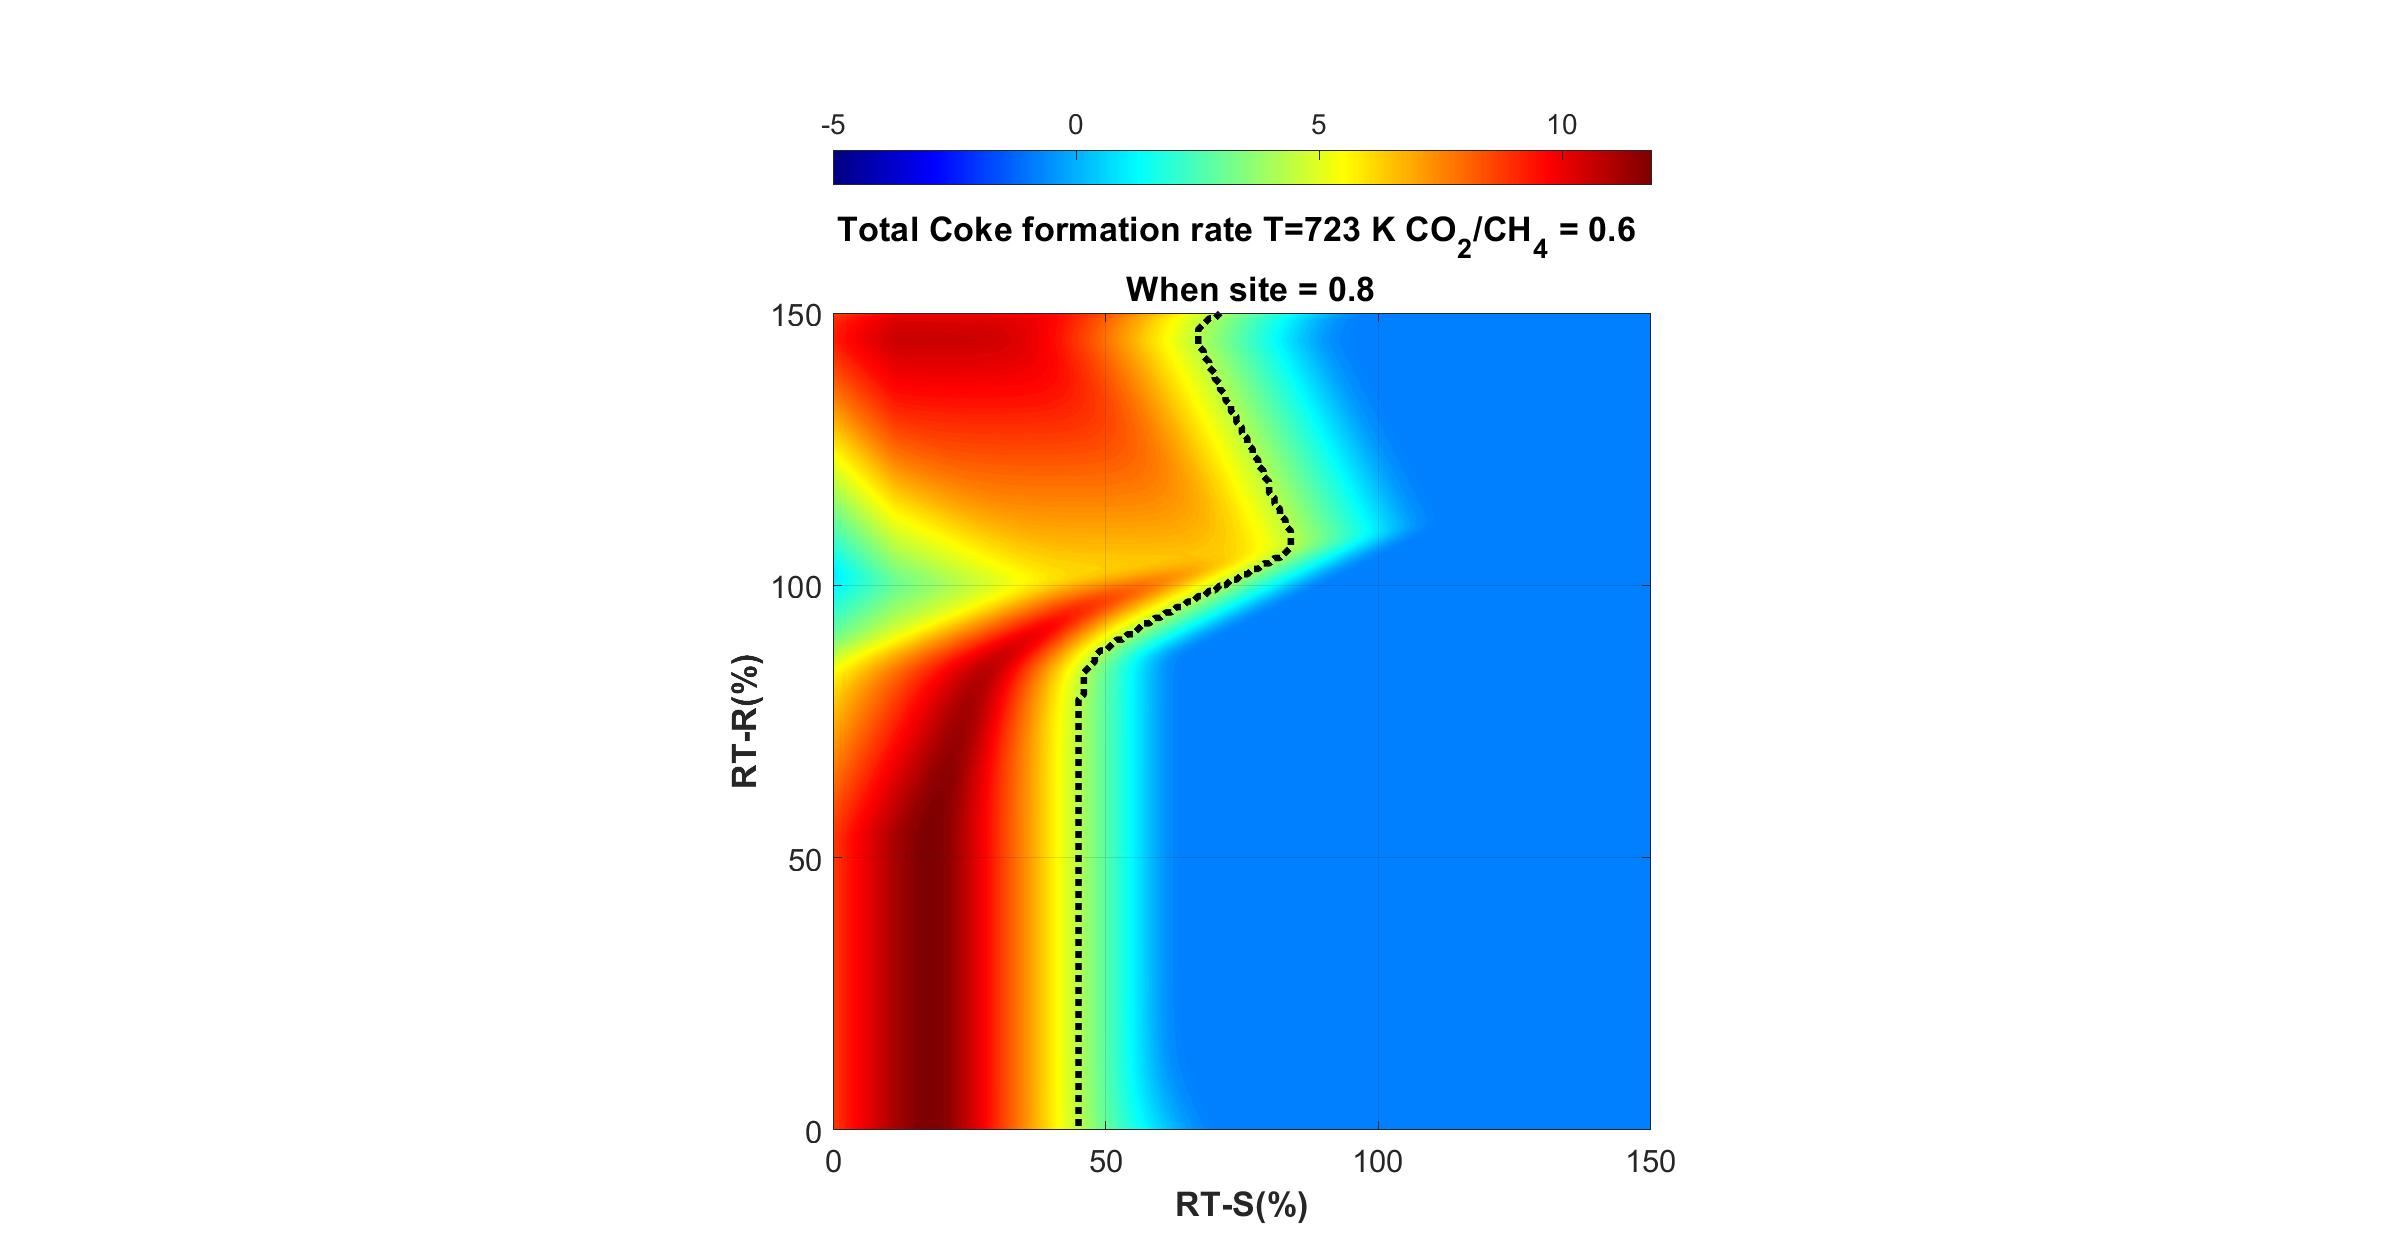 -5 0 5 10
Total Coke formation rate T=723 K CO2/CH4 = 0.6
When site = 0.8
150
100
50
0
RT-R(%)
0 50 100 150
RT-S(%)